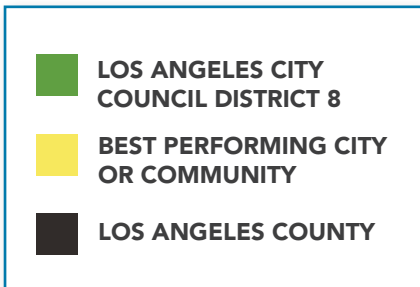 LOS ANGELES CITY
COUNCIL DISTRICT 8
BEST PERFORMING CITY
OR COMMUNITY
LOS ANGELES COUNTY